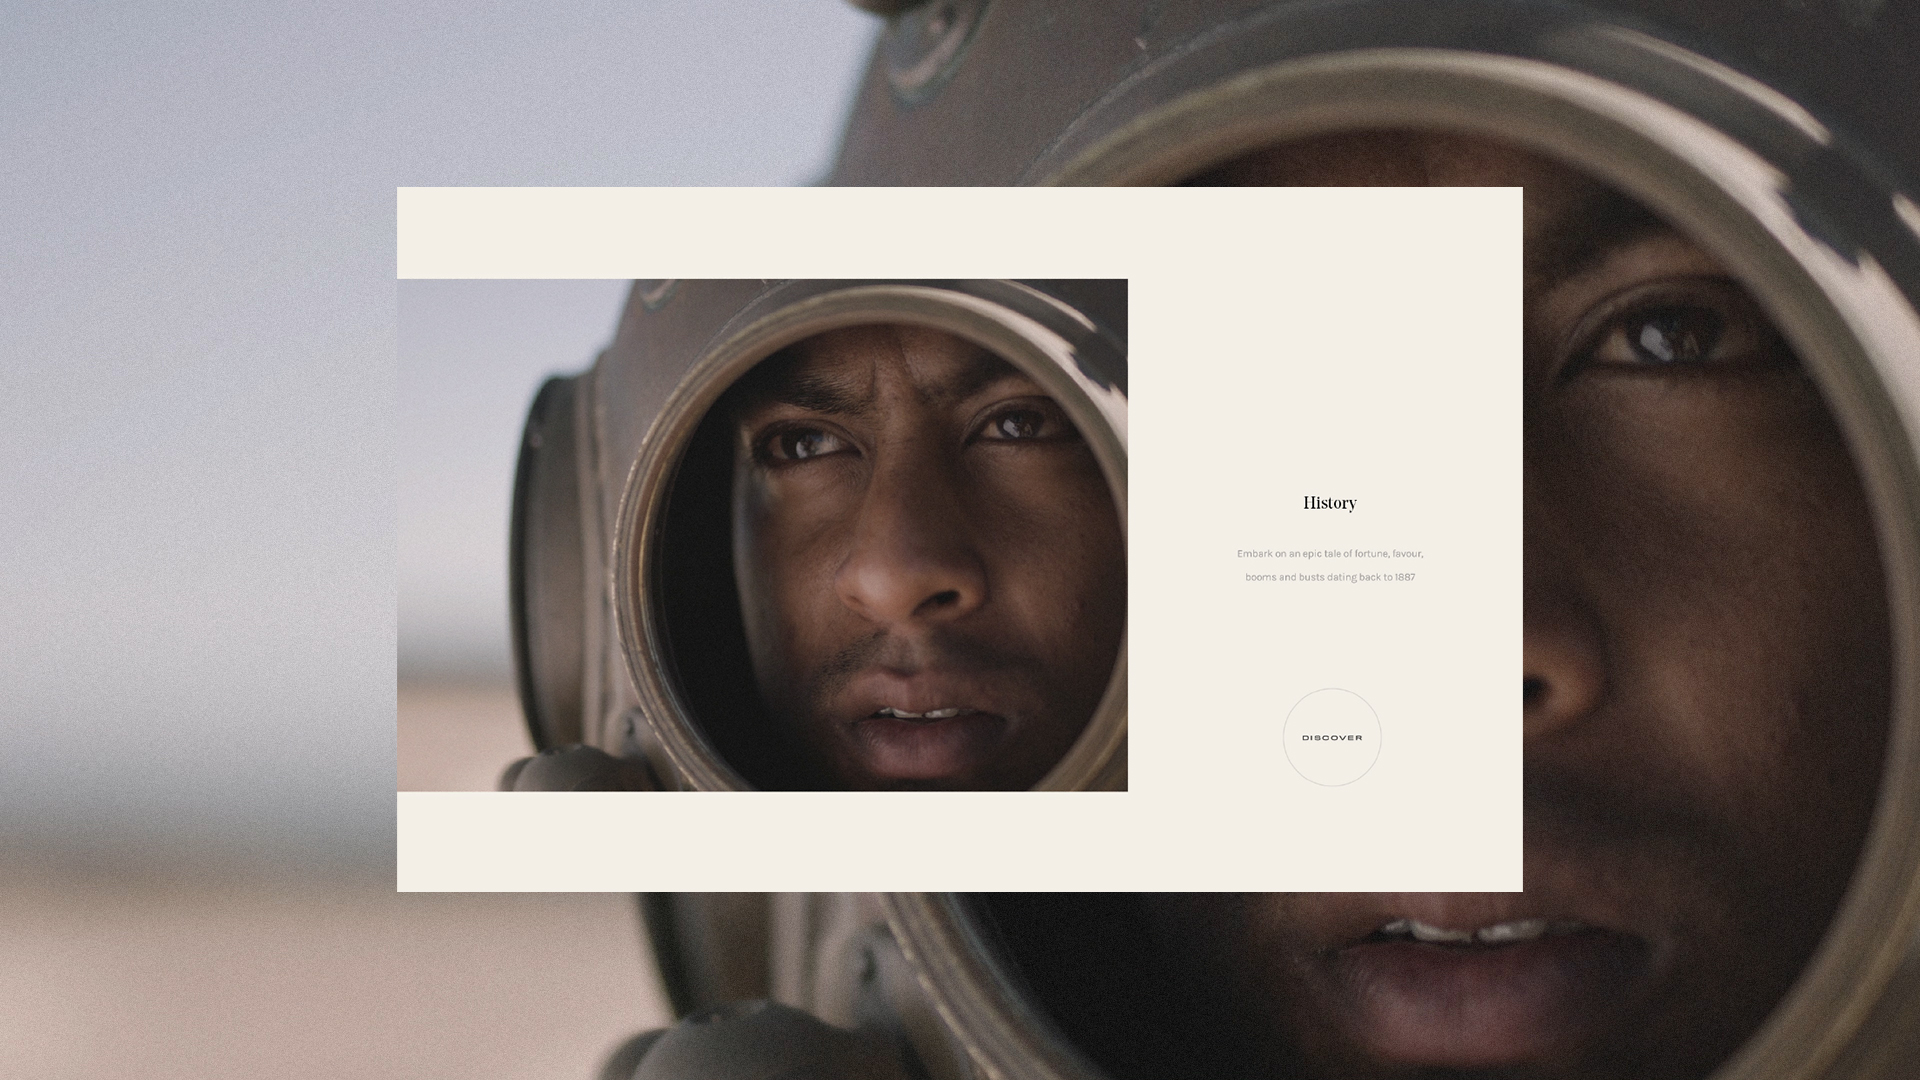 History
Embark on an epic tale of fortune, favour,
booms and busts dating back to 1887
DISCOVER